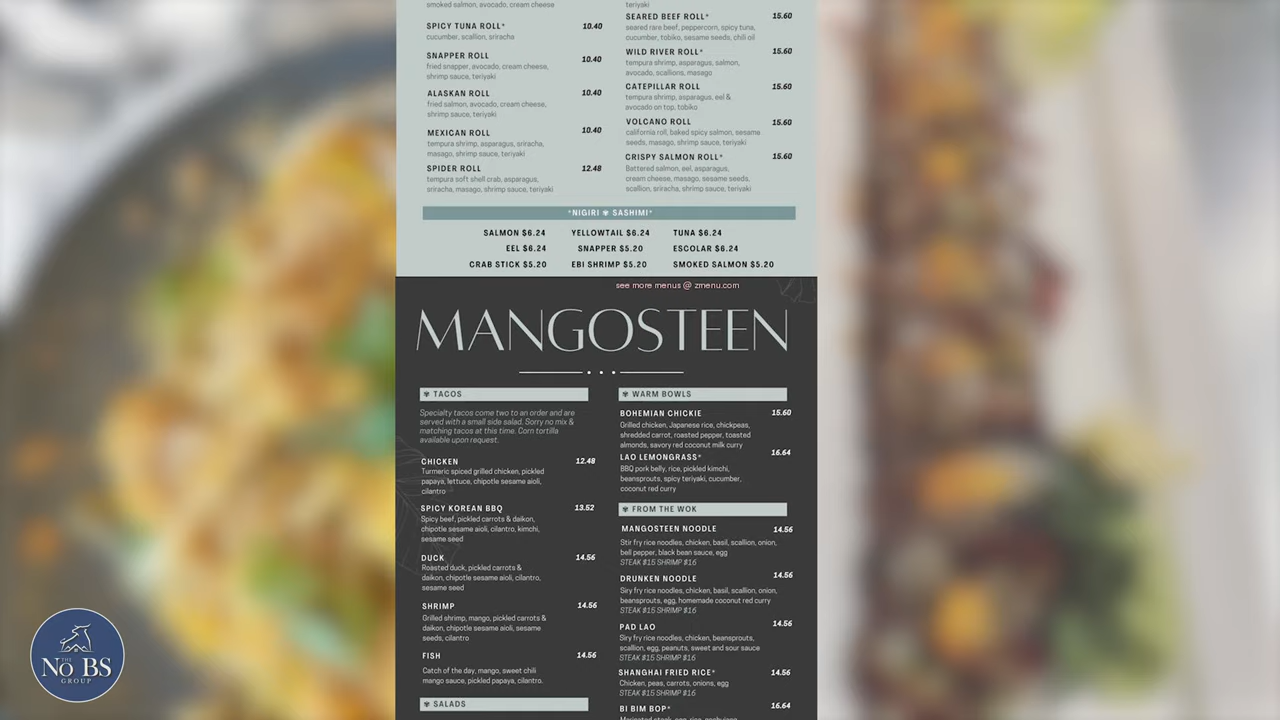 smoked salmon, avocado, cream cheese
SPICY TUNA ROLL* 10.40
cucumber, scallion, sriracha
SNAPPER ROLL 10.40
fried snapper, avocado, cream cheese,
shrimp sauce, teriyaki
ALASKAN ROLL 10.40
fried salmon, avocado, cream cheese,
shrimp sauce, teriyaki
MEXICAN ROLL 10.40
tempura shrimp, asparagus, sriracha,
masago, shrimp sauce, teriyaki
SPIDER ROLL 12.48
tempura soft shell crab, asparagus,
sriracha, masago, shrimp sauce, teriyaki
teriyaki
SEARED BEEF ROLL* 15.60
seared rare beef, peppercorn, spicy tuna,
cucumber, tobiko, sesame seeds, chili oil
WILD RIVER ROLL* 15.60
tempura shrimp, asparagus, salmon,
avocado, scallions, masago
CATEPILLAR ROLL 15.60
tempura shrimp, asparagus, eel &
avocado on top, tobiko
VOLCANO ROLL 15.60
california roll, baked spicy salmon, sesame
seeds, masago, shrimp sauce, teriyaki
CRISPY SALMON ROLL* 15.60
Battered salmon, eel, asparagus,
cream cheese, masago, sesame seeds,
scallion, sriracha, shrimp sauce, teriyaki
*NIGIRI ✾ SASHIMI*
SALMON $6.24 YELLOWTAIL $6.24 TUNA $6.24
EEL $6.24 SNAPPER $5.20 ESCOLAR $6.24
CRAB STICK $5.20 EBI SHRIMP $5.20 SMOKED SALMON $5.20
see more menus @ zmenu.com
MANGOSTEEN
✾ TACOS
Specialty tacos come two to an order and are
served with a small side salad. Sorry no mix &
matching tacos at this time. Corn tortilla
available upon request.
CHICKEN 12.48
Turmeric spiced grilled chicken, pickled
papaya, lettuce, chipotle sesame aioli,
cilantro
SPICY KOREAN BBQ 13.52
Spicy beef, pickled carrots & daikon,
chipotle sesame aioli, cilantro, kimchi,
sesame seed
DUCK 14.56
Roasted duck, pickled carrots &
daikon, chipotle sesame aioli, cilantro,
sesame seed
SHRIMP 14.56
Grilled shrimp, mango, pickled carrots &
daikon, chipotle sesame aioli, sesame
seeds, cilantro
FISH 14.56
Catch of the day, mango, sweet chili
mango sauce, pickled papaya, cilantro.
✾ SALADS
✾ WARM BOWLS
BOHEMIAN CHICKIE 15.60
Grilled chicken, Japanese rice, chickpeas,
shredded carrot, roasted pepper, toasted
almonds, savory red coconut milk curry
LAO LEMONGRASS* 16.64
BBQ pork belly, rice, pickled kimchi,
beansprouts, spicy teriyaki, cucumber,
coconut red curry
✾ FROM THE WOK
MANGOSTEEN NOODLE 14.56
Stir fry rice noodles, chicken, basil, scallion, onion,
bell pepper, black bean sauce, egg
STEAK $15 SHRIMP $16
DRUNKEN NOODLE 14.56
Siry fry rice noodles, chicken, basil, scallion, onion,
beansprouts, egg, homemade coconut red curry
STEAK $15 SHRIMP $16
PAD LAO 14.56
Siry fry rice noodles, chicken, beansprouts,
scallion, egg, peanuts, sweet and sour sauce
STEAK $15 SHRIMP $16
SHANGHAI FRIED RICE* 14.56
Chicken, peas, carrots, onions, egg
STEAK $15 SHRIMP $16
BI BIM BOP* 16.64
THE
NO BS
GROUP